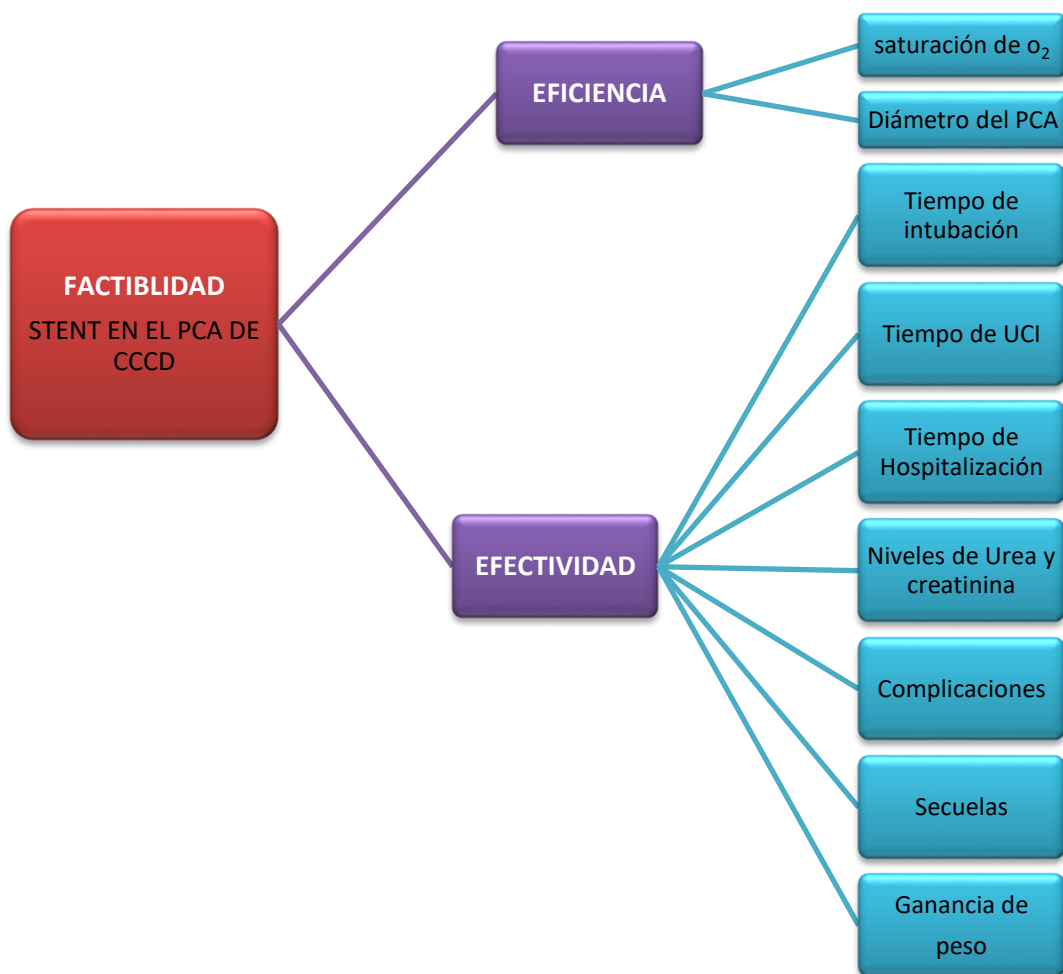 saturación de o₂
EFICIENCIA
Diámetro del PCA
Tiempo de
intubación
FACTIBLIDAD
STENT EN EL PCA DE
CCCD
Tiempo de UCI
Tiempo de
Hospitalización
EFECTIVIDAD
Niveles de Urea y
creatinina
Complicaciones
Secuelas
Ganancia de
peso